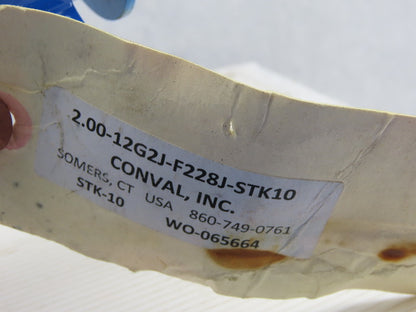 2.00-12G2J-F228J-STK10
CONVAL, INC.
SOMERS, CT USA 860-749-0761
STK-10 WO-065664